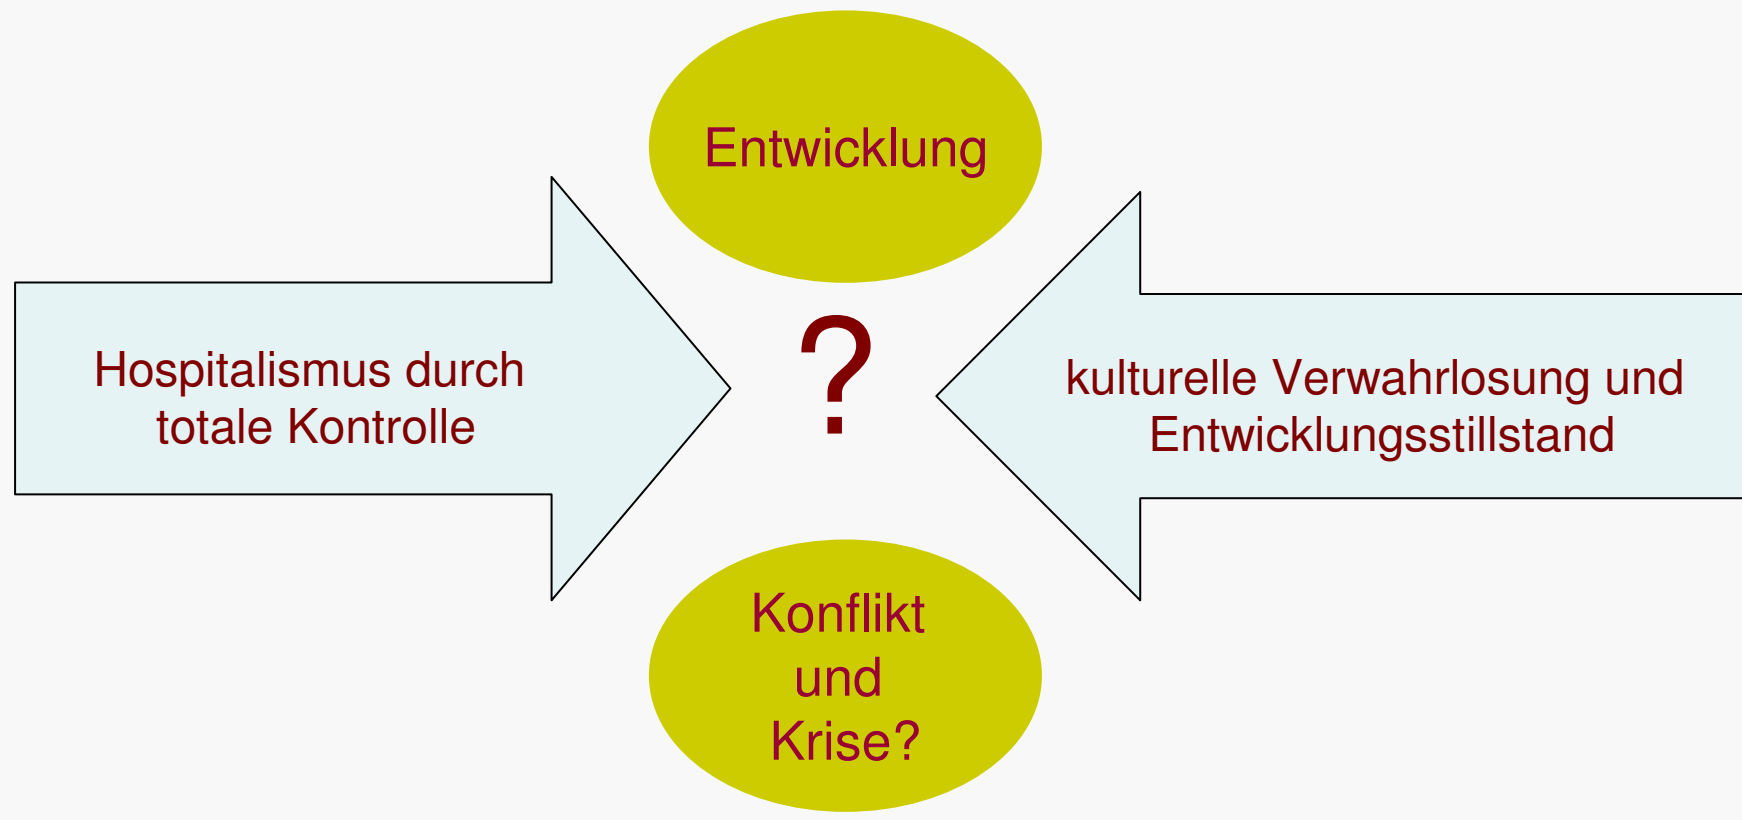 Entwicklung
Hospitalismus durch
totale Kontrolle
?
kulturelle Verwahrlosung und
Entwicklungsstillstand
Konflikt
und
Krise?